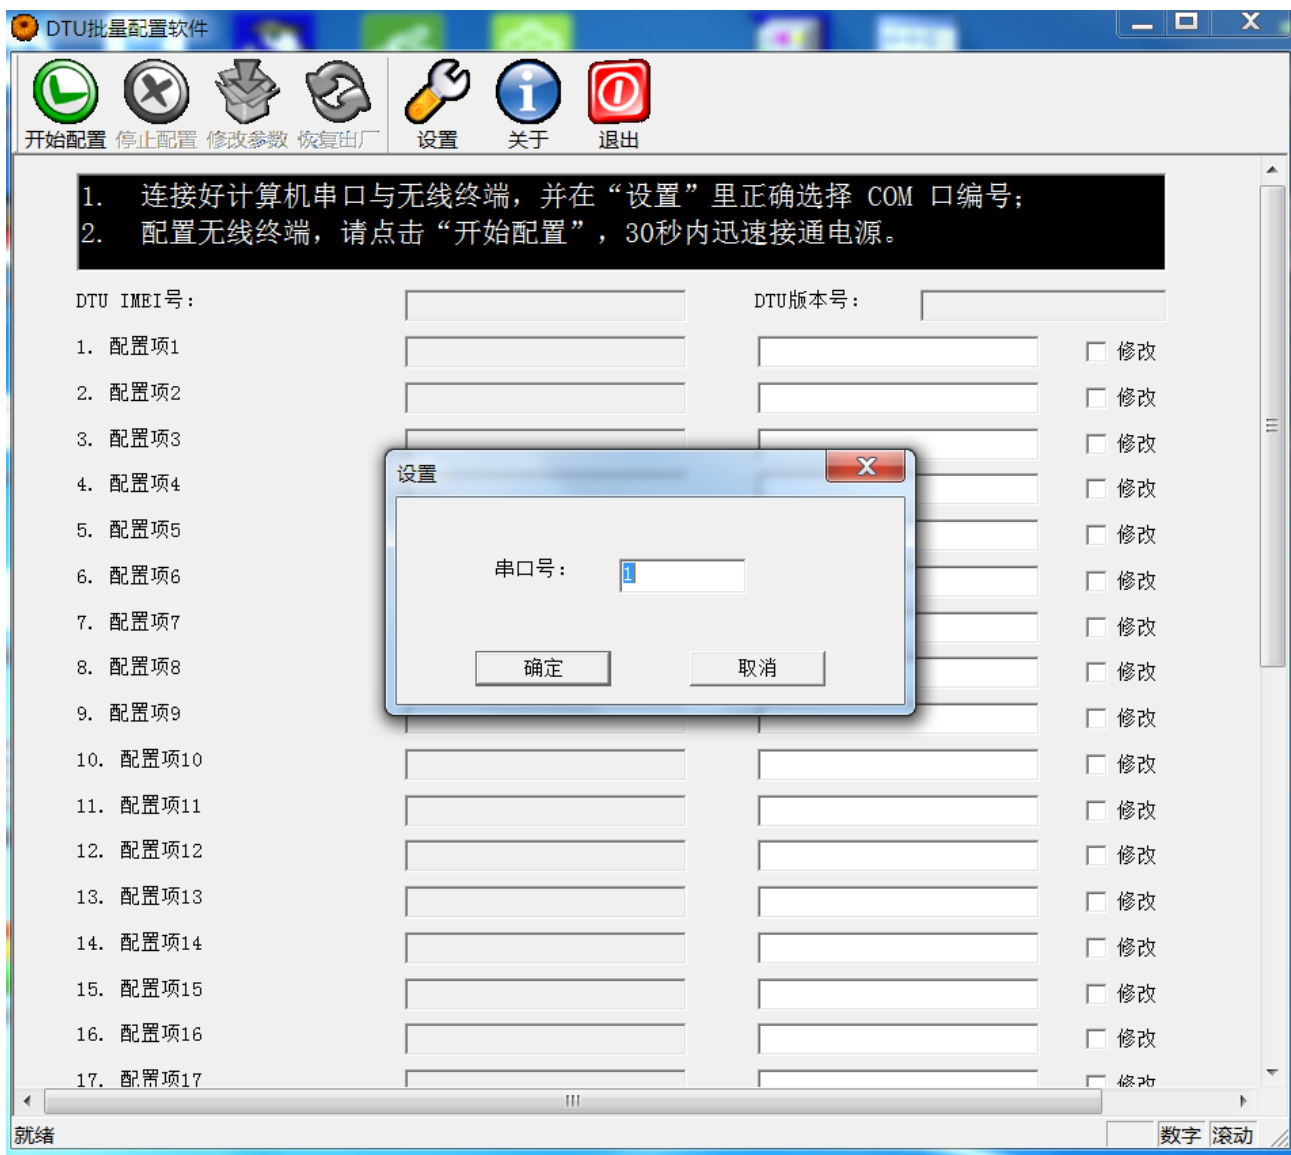 DTU批量配置软件
开始配置 停止配置 修改参数 恢复出厂 设置 关于 退出
1. 连接好计算机串口与无线终端，并在“设置”里正确选择 COM 口编号；
2. 配置无线终端，请点击“开始配置”，30秒内迅速接通电源。
DTU IMEI号： DTU版本号：
1. 配置项1 修改
2. 配置项2 修改
3. 配置项3 修改
设置
4. 配置项4 修改
5. 配置项5 修改
串口号： 1
6. 配置项6 修改
7. 配置项7 修改
确定 取消
8. 配置项8 修改
9. 配置项9 修改
10. 配置项10 修改
11. 配置项11 修改
12. 配置项12 修改
13. 配置项13 修改
14. 配置项14 修改
15. 配置项15 修改
16. 配置项16 修改
17. 配置项17 修改
就绪 数字 滚动